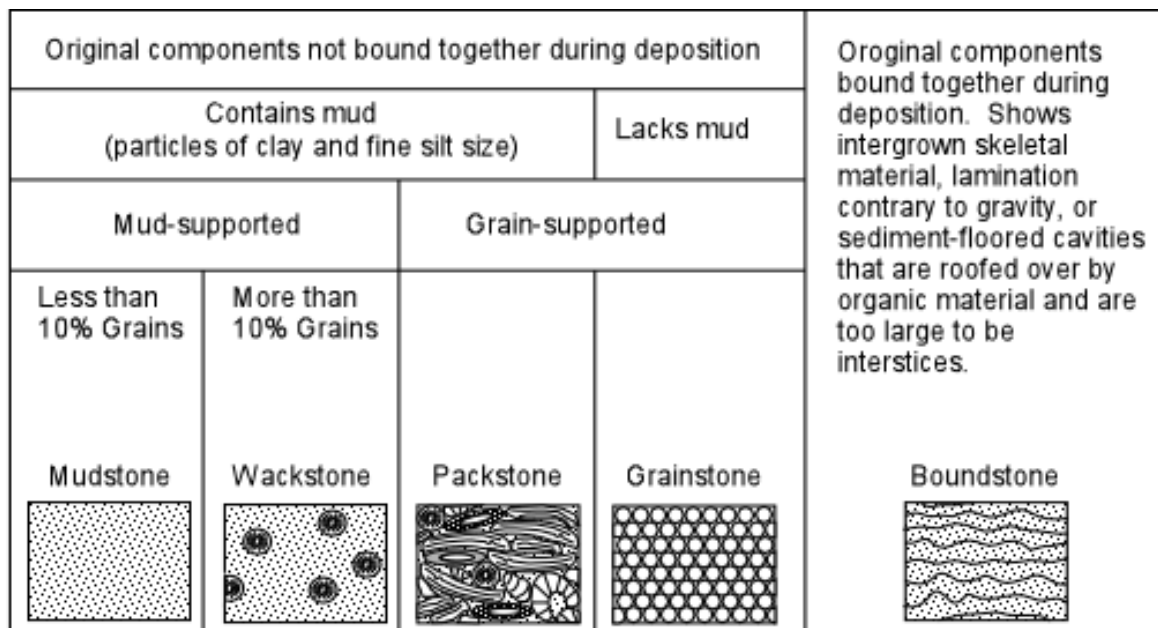 Original components not bound together during deposition
Contains mud
(particles of clay and fine silt size)
Lacks mud
Mud-supported
Grain-supported
Less than
10% Grains
More than
10% Grains
Mudstone
Wackstone
Packstone
Grainstone
Oroginal components
bound together during
deposition. Shows
intergrown skeletal
material, lamination
contrary to gravity, or
sediment-floored cavities
that are roofed over by
organic material and are
too large to be
interstices.
Boundstone